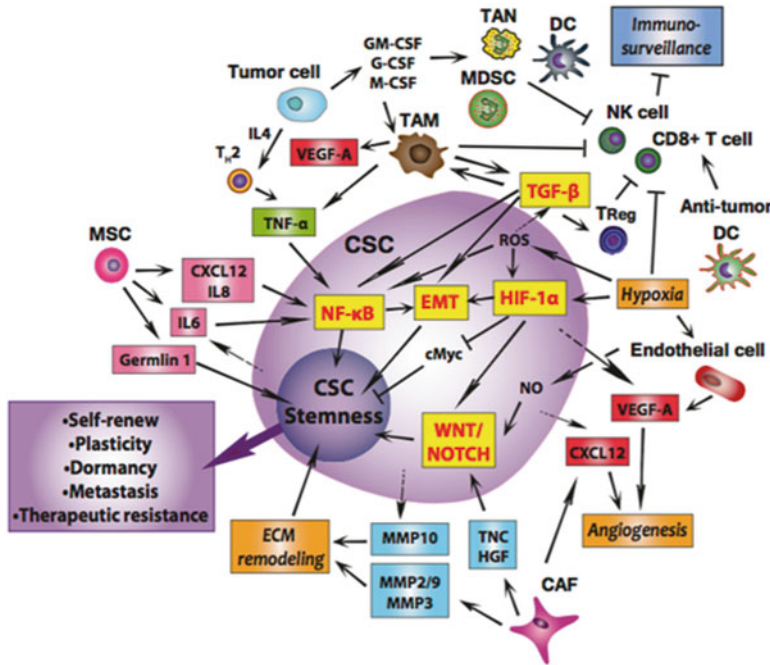 TAN
DC
Immuno-
surveillance
GM-CSF
G-CSF
M-CSF
Tumor cell
MDSC
NK cell
TAM
CD8+ T cell
IL4
VEGF-A
TH2
TGF-β
TNF-α
TReg
Anti-tumor
DC
CSC
ROS
MSC
CXCL12
IL8
NF-κB
EMT
HIF-1α
Hypoxia
IL6
Germlin 1
cMyc
Endothelial cell
CSC
Stemness
NO
VEGF-A
•Self-renew
•Plasticity
•Dormancy
•Metastasis
•Therapeutic resistance
WNT/
NOTCH
CXCL12
ECM
remodeling
MMP10
TNC
HGF
Angiogenesis
MMP2/9
MMP3
CAF